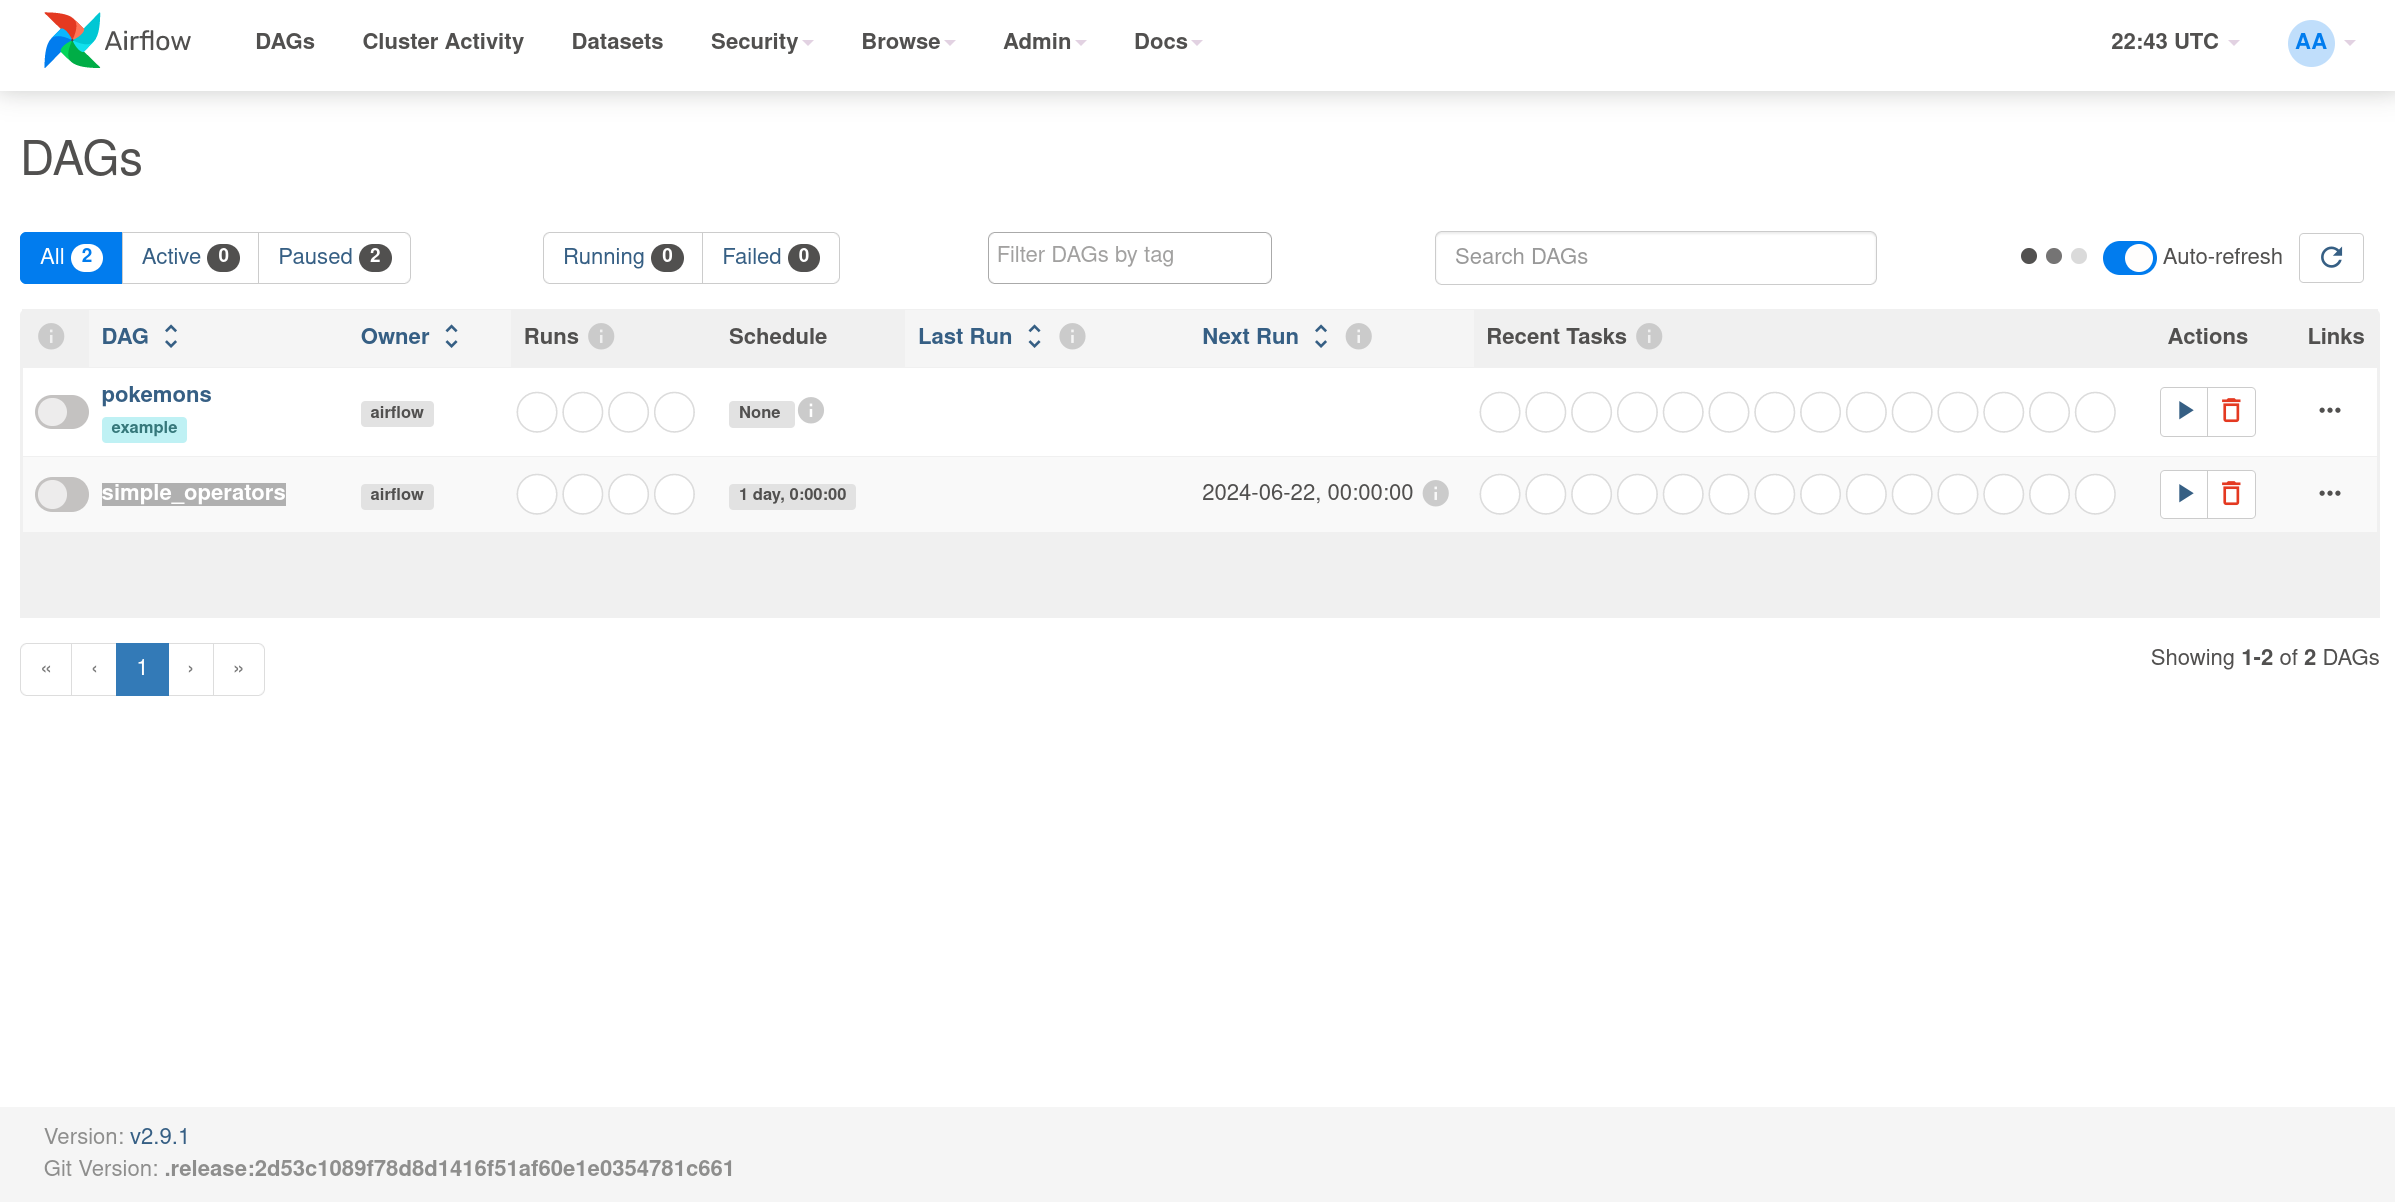 Airflow DAGs Cluster Activity Datasets Security Browse Admin Docs 22:43 UTC AA
DAGs
All 2 Active 0 Paused 2 Running 0 Failed 0 Filter DAGs by tag Search DAGs Auto-refresh
DAG Owner Runs Schedule Last Run Next Run Recent Tasks Actions Links
pokemons airflow None
example
simple_operators airflow 1 day, 0:00:00 2024-06-22, 00:00:00
« ‹ 1 › » Showing 1-2 of 2 DAGs
Version: v2.9.1
Git Version: .release:2d53c1089f78d8d1416f51af60e1e0354781c661